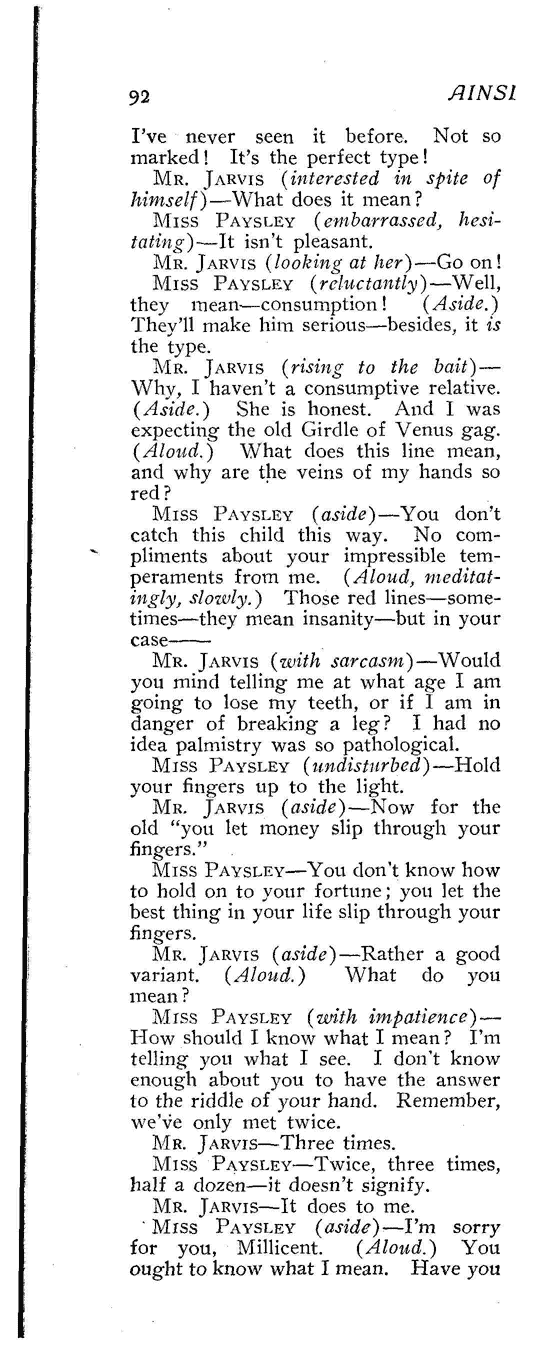 92 AINSL
I've never seen it before. Not so
marked! It's the perfect type!
MR. JARVIS (interested in spite of
himself)—What does it mean?
MISS PAYSLEY (embarrassed, hesi-
tating)—It isn't pleasant.
MR. JARVIS (looking at her)—Go on!
MISS PAYSLEY (reluctantly)—Well,
they mean—consumption! (Aside.)
They'll make him serious—besides, it is
the type.
MR. JARVIS (rising to the bait)—
Why, I haven't a consumptive relative.
(Aside.) She is honest. And I was
expecting the old Girdle of Venus gag.
(Aloud.) What does this line mean,
and why are the veins of my hands so
red?
MISS PAYSLEY (aside)—You don't
catch this child this way. No com-
pliments about your impressible tem-
peraments from me. (Aloud, meditat-
ingly, slowly.) Those red lines—some-
times—they mean insanity—but in your
case——
MR. JARVIS (with sarcasm)—Would
you mind telling me at what age I am
going to lose my teeth, or if I am in
danger of breaking a leg? I had no
idea palmistry was so pathological.
MISS PAYSLEY (undisturbed)—Hold
your fingers up to the light.
MR. JARVIS (aside)—Now for the
old "you let money slip through your
fingers."
MISS PAYSLEY—You don't know how
to hold on to your fortune; you let the
best thing in your life slip through your
fingers.
MR. JARVIS (aside)—Rather a good
variant. (Aloud.) What do you
mean?
MISS PAYSLEY (with impatience)—
How should I know what I mean? I'm
telling you what I see. I don't know
enough about you to have the answer
to the riddle of your hand. Remember,
we've only met twice.
MR. JARVIS—Three times.
MISS PAYSLEY—Twice, three times,
half a dozen—it doesn't signify.
MR. JARVIS—It does to me.
MISS PAYSLEY (aside)—I'm sorry
for you, Millicent. (Aloud.) You
ought to know what I mean. Have you